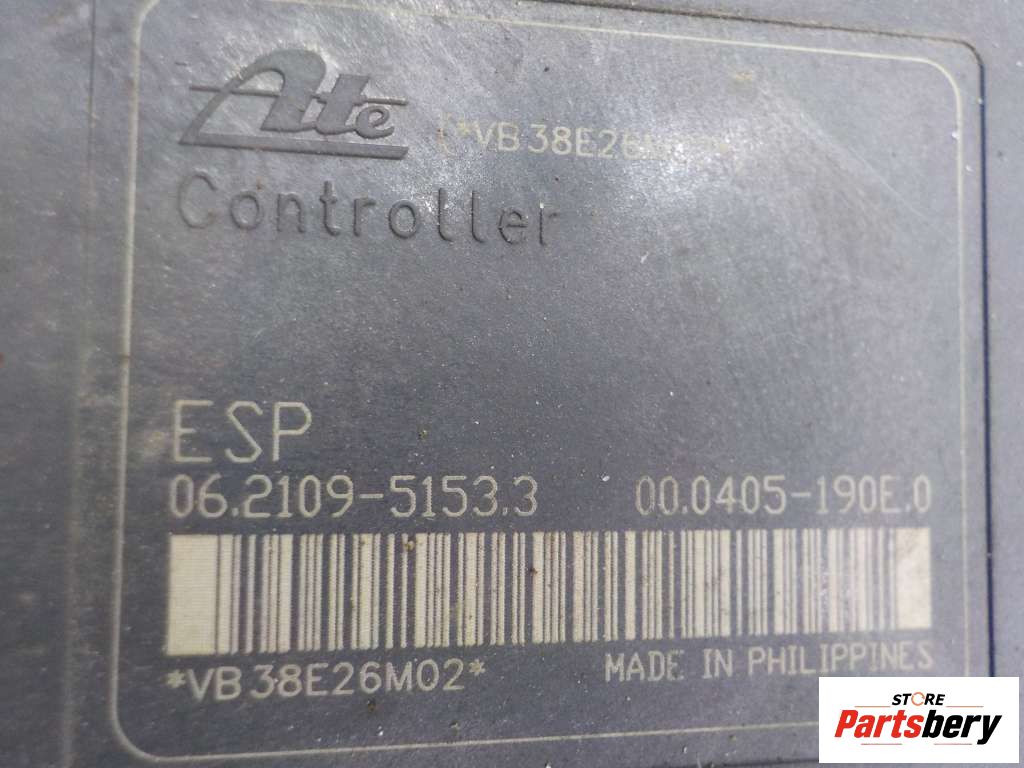 Ate
Controller
ESP
06.2109-5153.3 00.0405-190E.0
*VB38E26M02* MADE IN PHILIPPINES
STORE
Partsbery